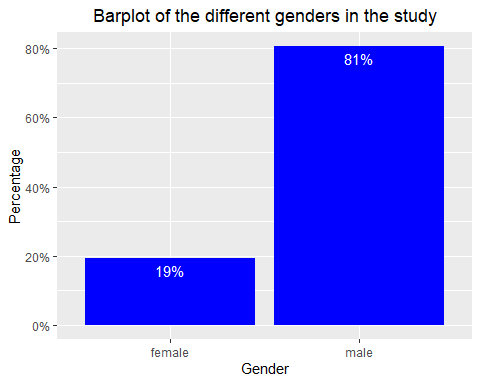 Barplot of the different genders in the study
80%
60%
40%
20%
0%
Percentage
81%
19%
female
male
Gender